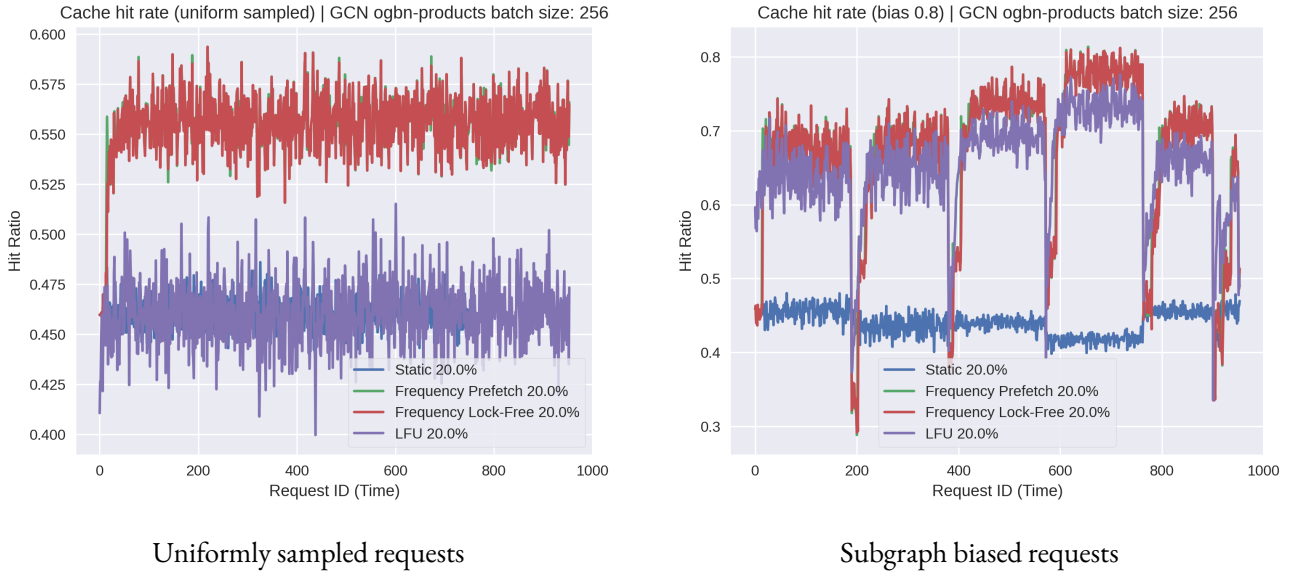 Cache hit rate (uniform sampled) | GCN ogbn-products batch size: 256
0.600
0.575
0.550
0.525
0.500
0.475
0.450
0.425
0.400
Hit Ratio
Static 20.0%
Frequency Prefetch 20.0%
Frequency Lock-Free 20.0%
LFU 20.0%
0 200 400 600 800 1000
Request ID (Time)
Uniformly sampled requests
Cache hit rate (bias 0.8) | GCN ogbn-products batch size: 256
0.8
0.7
0.6
0.5
0.4
0.3
Hit Ratio
Static 20.0%
Frequency Prefetch 20.0%
Frequency Lock-Free 20.0%
LFU 20.0%
0 200 400 600 800 1000
Request ID (Time)
Subgraph biased requests